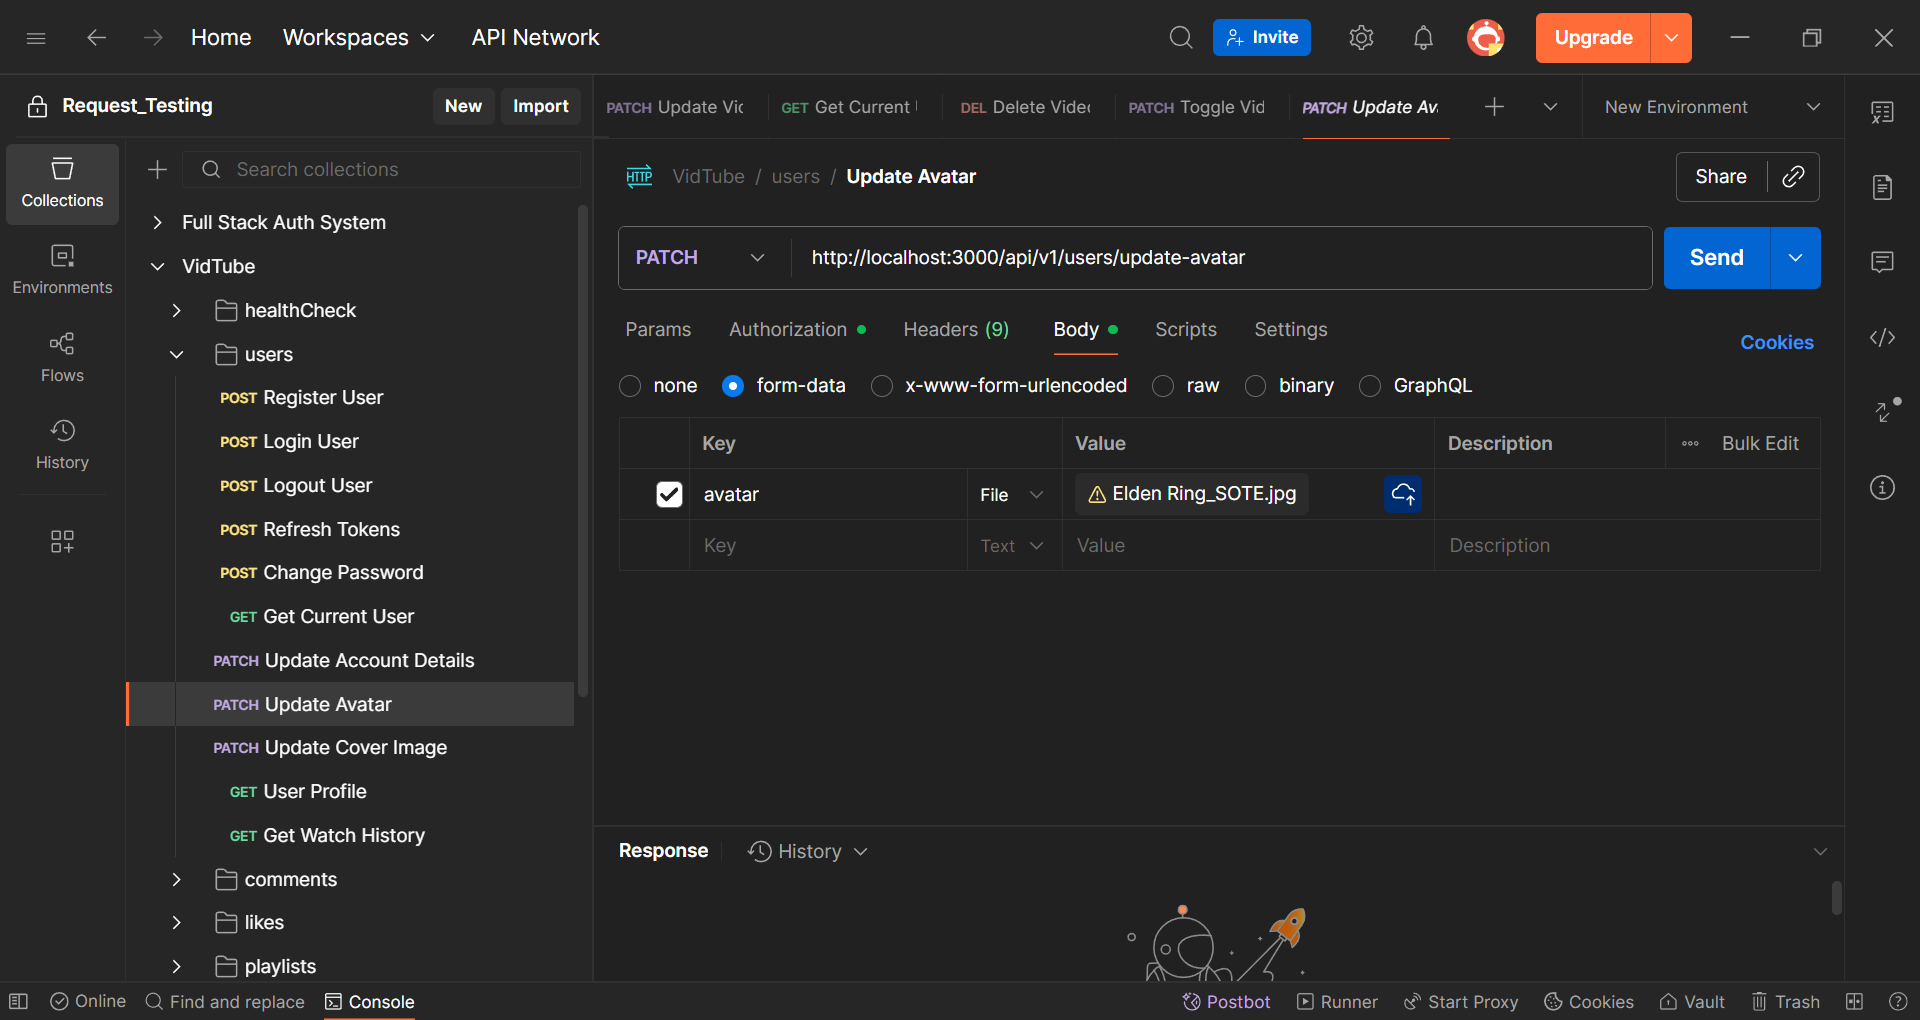 Home Workspaces API Network Invite Upgrade
Request_Testing New Import
PATCH Update Vic GET Get Current DEL Delete Video PATCH Toggle Vid PATCH Update Av New Environment
Collections
Environments
Flows
History
Search collections
Full Stack Auth System
VidTube
healthCheck
users
POST Register User
POST Login User
POST Logout User
POST Refresh Tokens
POST Change Password
GET Get Current User
PATCH Update Account Details
PATCH Update Avatar
PATCH Update Cover Image
GET User Profile
GET Get Watch History
comments
likes
playlists
HTTP VidTube / users / Update Avatar Share
PATCH http://localhost:3000/api/v1/users/update-avatar Send
Params Authorization Headers (9) Body Scripts Settings Cookies
none form-data x-www-form-urlencoded raw binary GraphQL
Key Value Description Bulk Edit
avatar File Elden Ring_SOTE.jpg
Key Text Value Description
Response History
Online Find and replace Console Postbot Runner Start Proxy Cookies Vault Trash